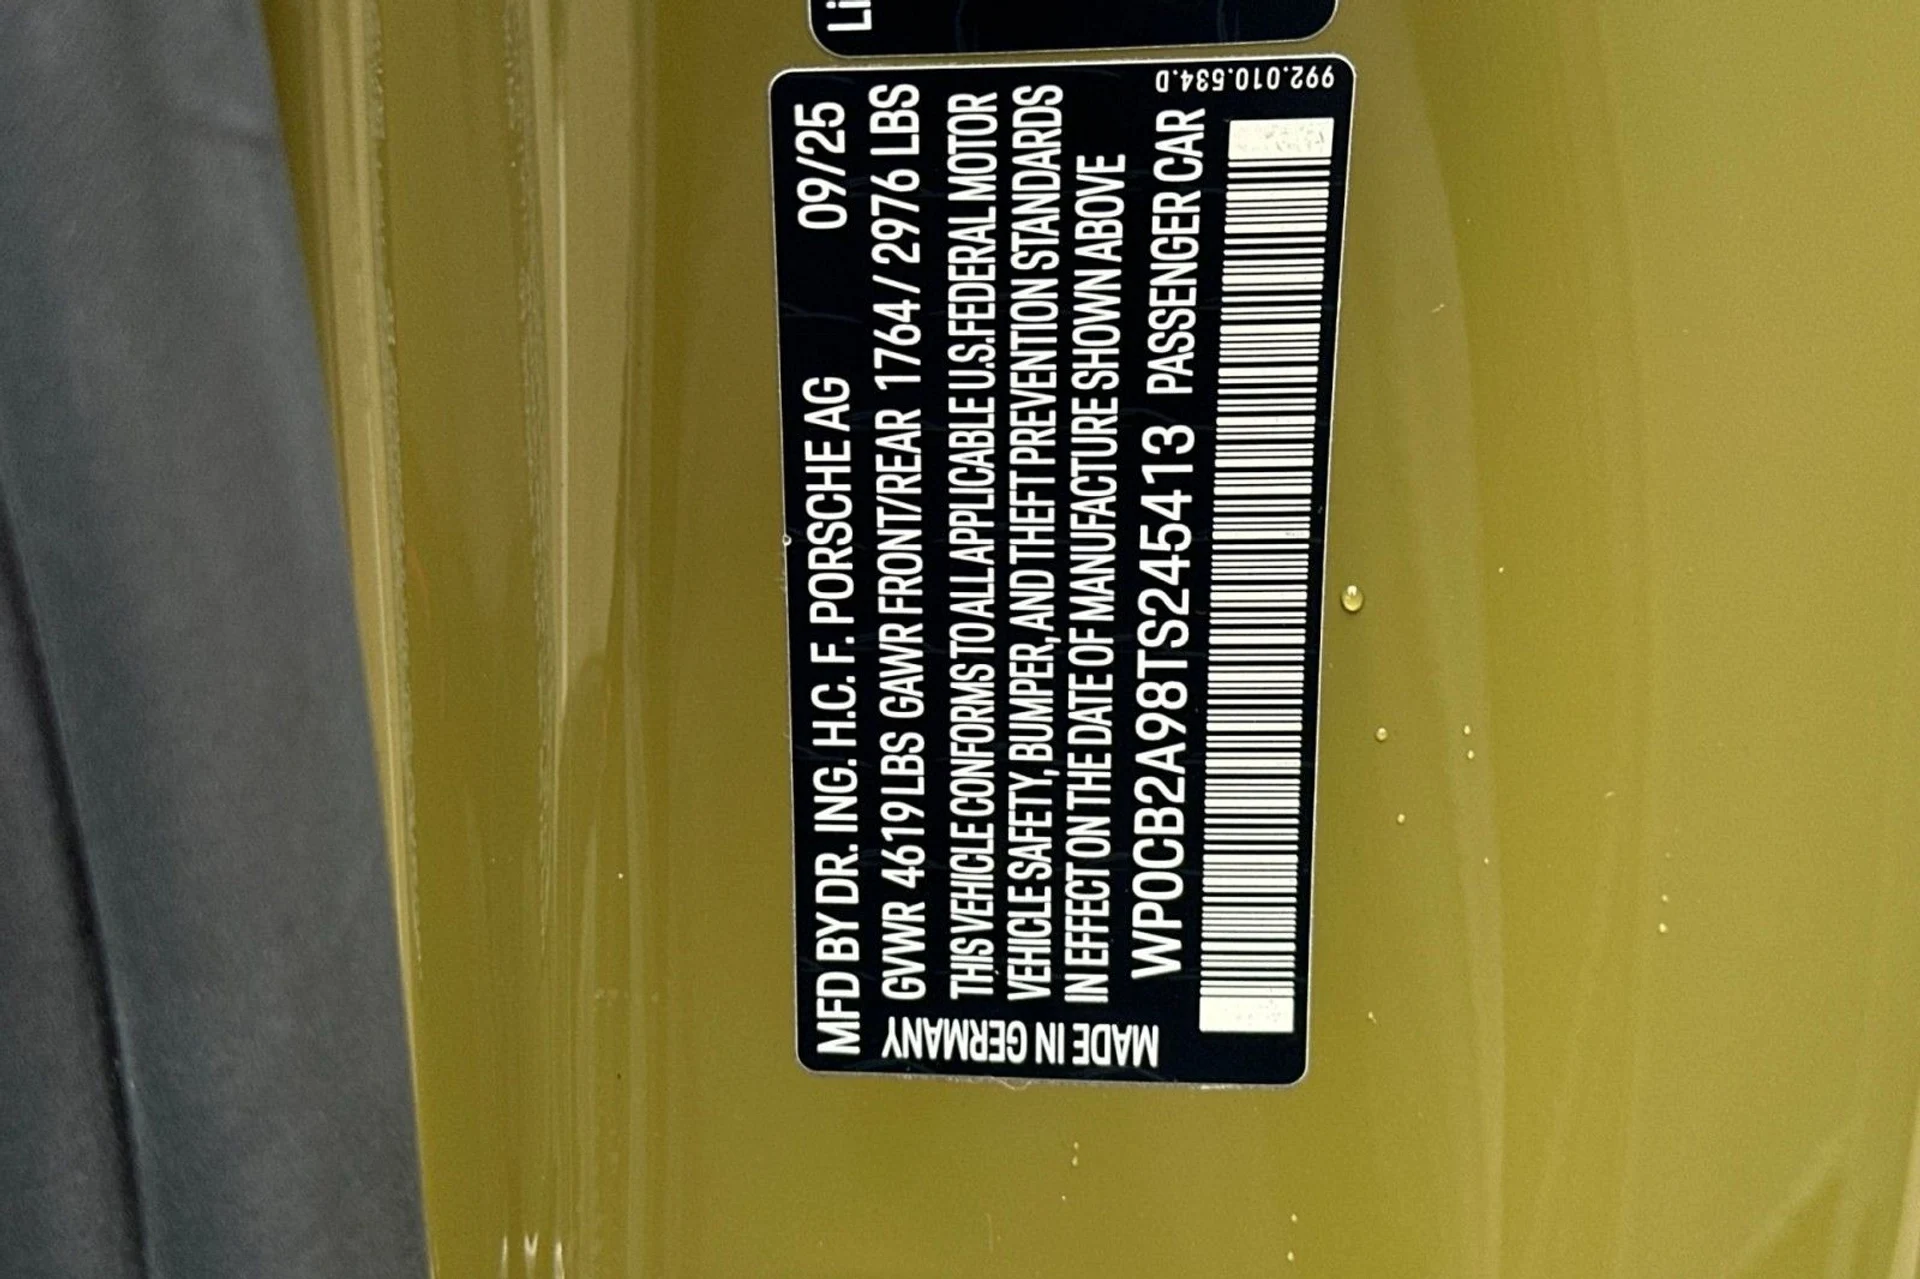 Li
992.010.534.D
MFD BY DR. ING. H.C. F. PORSCHE AG 09/25
GVWR 4619 LBS GAWR FRONT/REAR 1764 / 2976 LBS
THIS VEHICLE CONFORMS TO ALL APPLICABLE U.S. FEDERAL MOTOR
VEHICLE SAFETY, BUMPER, AND THEFT PREVENTION STANDARDS
IN EFFECT ON THE DATE OF MANUFACTURE SHOWN ABOVE
WP0CB2A98TS245413 PASSENGER CAR
MADE IN GERMANY